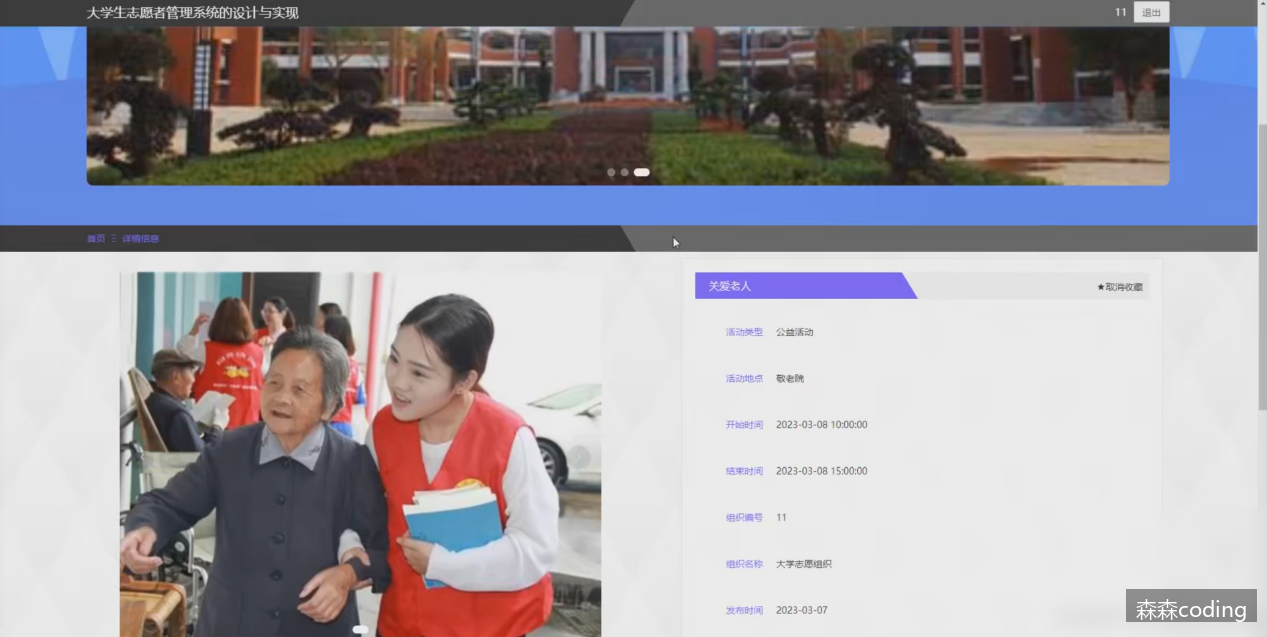 大学生志愿者管理系统的设计与实现
11 退出
首页 详情信息
关爱老人
★取消收藏
活动类型 公益活动
活动地点 敬老院
开始时间 2023-03-08 10:00:00
结束时间 2023-03-08 15:00:00
组织编号 11
组织名称 大学志愿组织
发布时间 2023-03-07
森森coding